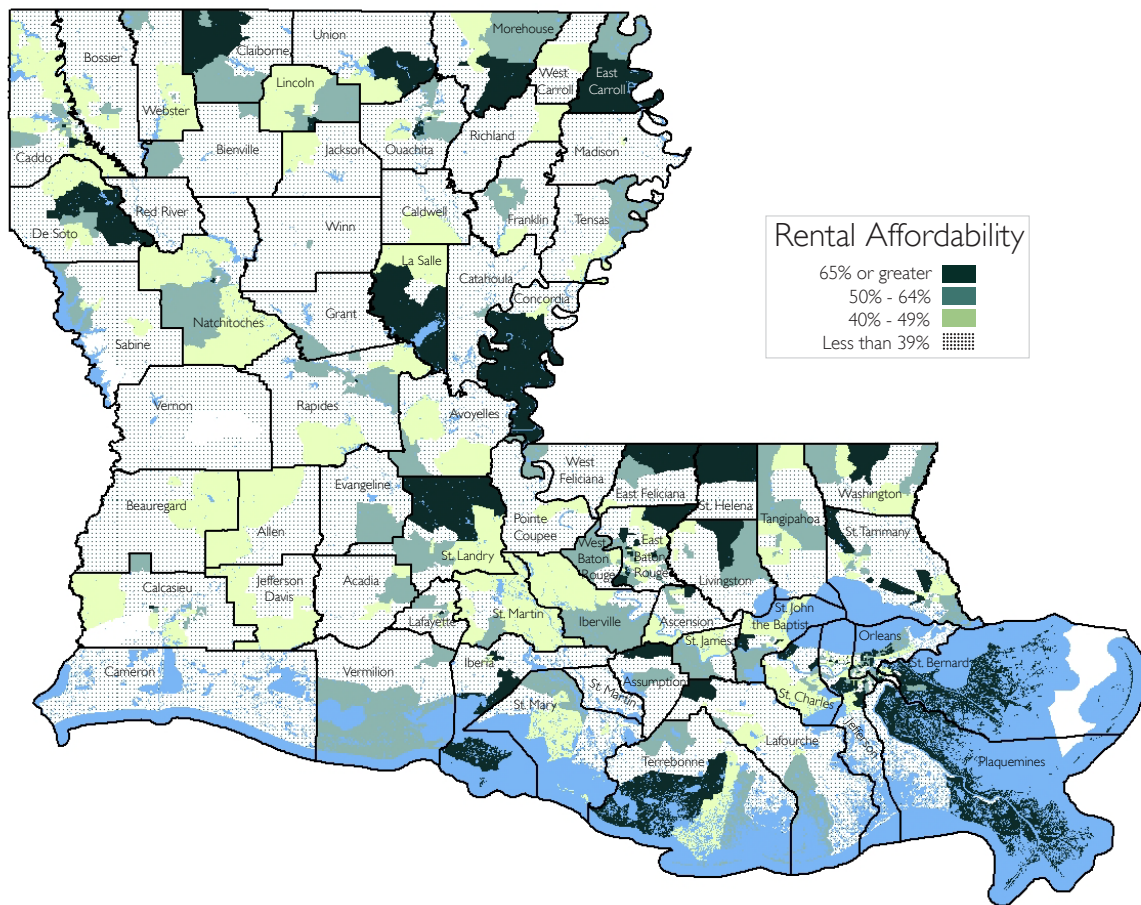 Union
Morehouse
Claiborne
Bossier
West
Carroll
East
Carroll
Lincoln
Webster
Richland
Ouachita
Bienville
Jackson
Madison
Caddo
Red River
Caldwell
Franklin
Tensas
Winn
De Soto
La Salle
Catahoula
Concordia
Grant
Natchitoches
Sabine
Vernon
Rapides
Avoyelles
Rental Affordability
65% or greater
50% - 64%
40% - 49%
Less than 39%
West
Feliciana
Evangeline
East Feliciana
Washington
St. Helena
Beauregard
Pointe
Coupee
Tangipahoa
St. Tammany
Allen
West
Baton
Rouge
East
Baton
Rouge
St. Landry
Jefferson
Davis
Acadia
Livingston
Calcasieu
St. Martin
Lafayette
Iberville
Ascension
St. John
the Baptist
St. James
Orleans
St. Bernard
Iberia
Vermilion
Cameron
Assumption
St. Martin
St. Mary
St. Charles
Jefferson
Lafourche
Terrebonne
Plaquemines